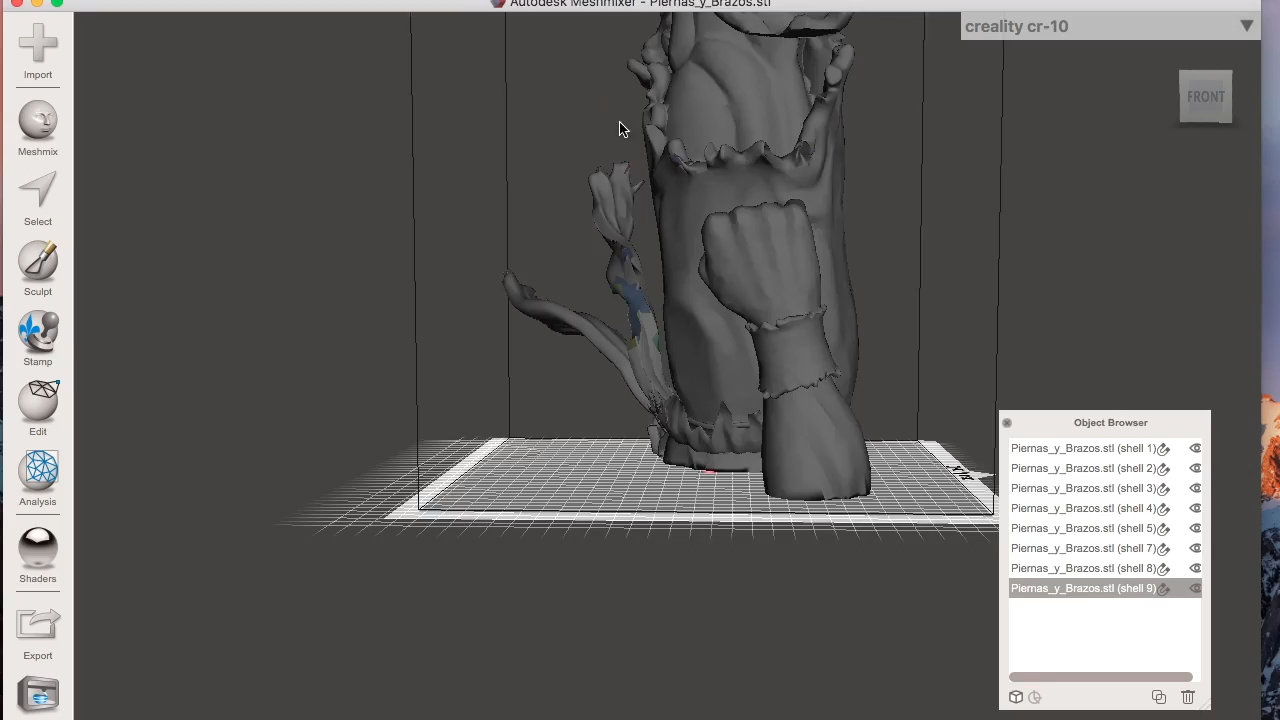 Autodesk Meshmixer - Piernas_y_Brazos.stl
creality cr-10
FRONT
Import
Meshmix
Select
Sculpt
Stamp
Edit
Analysis
Shaders
Export
Object Browser
Piernas_y_Brazos.stl (shell 1)
Piernas_y_Brazos.stl (shell 2)
Piernas_y_Brazos.stl (shell 3)
Piernas_y_Brazos.stl (shell 4)
Piernas_y_Brazos.stl (shell 5)
Piernas_y_Brazos.stl (shell 7)
Piernas_y_Brazos.stl (shell 8)
Piernas_y_Brazos.stl (shell 9)